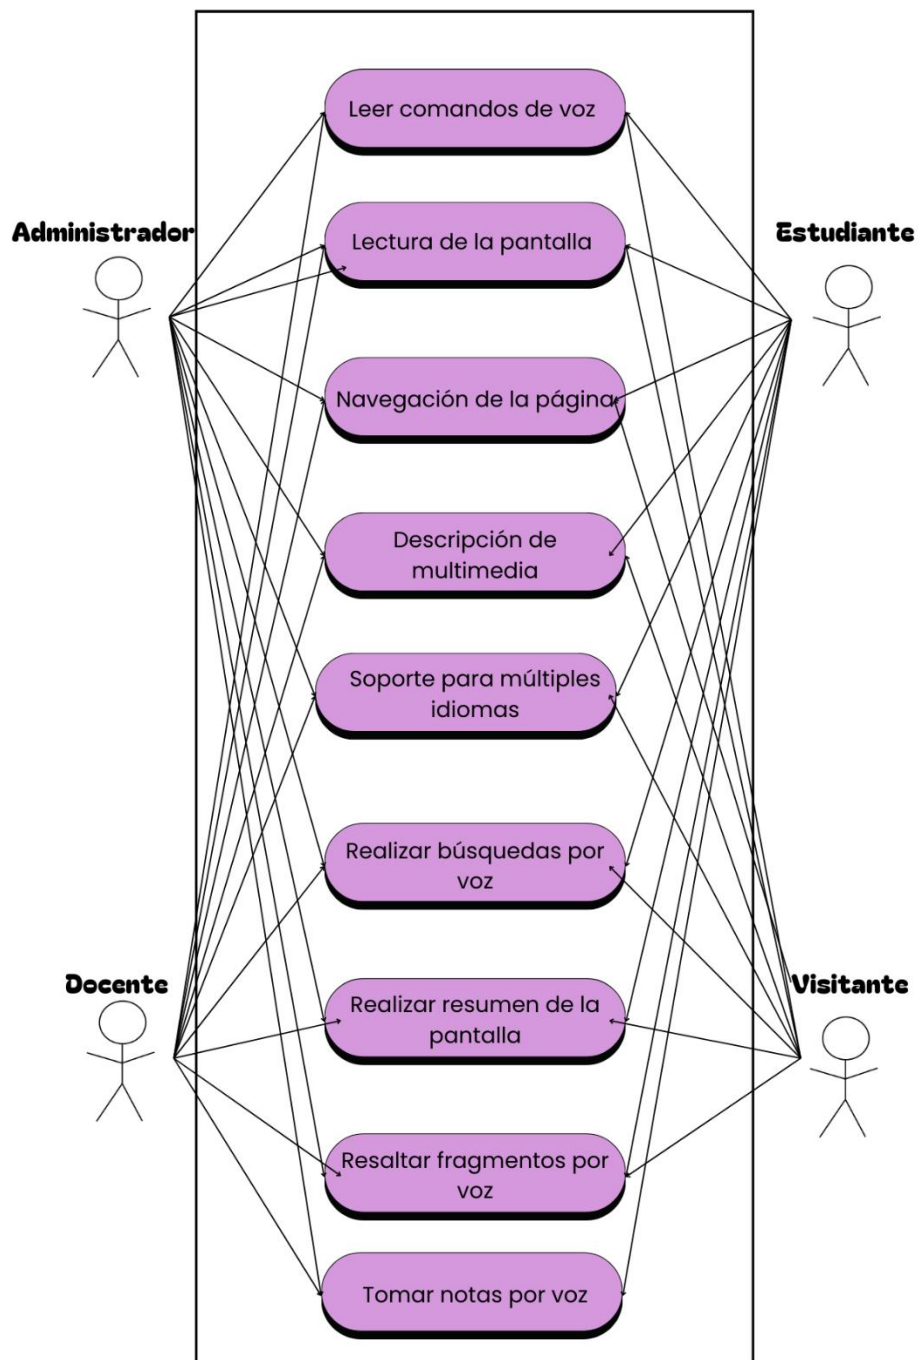 Leer comandos de voz
Administrador
Lectura de la pantalla
Estudiante
Navegación de la página
Descripción de
multimedia
Soporte para múltiples
idiomas
Realizar búsquedas por
voz
Docente
Realizar resumen de la
pantalla
Visitante
Resaltar fragmentos por
voz
Tomar notas por voz